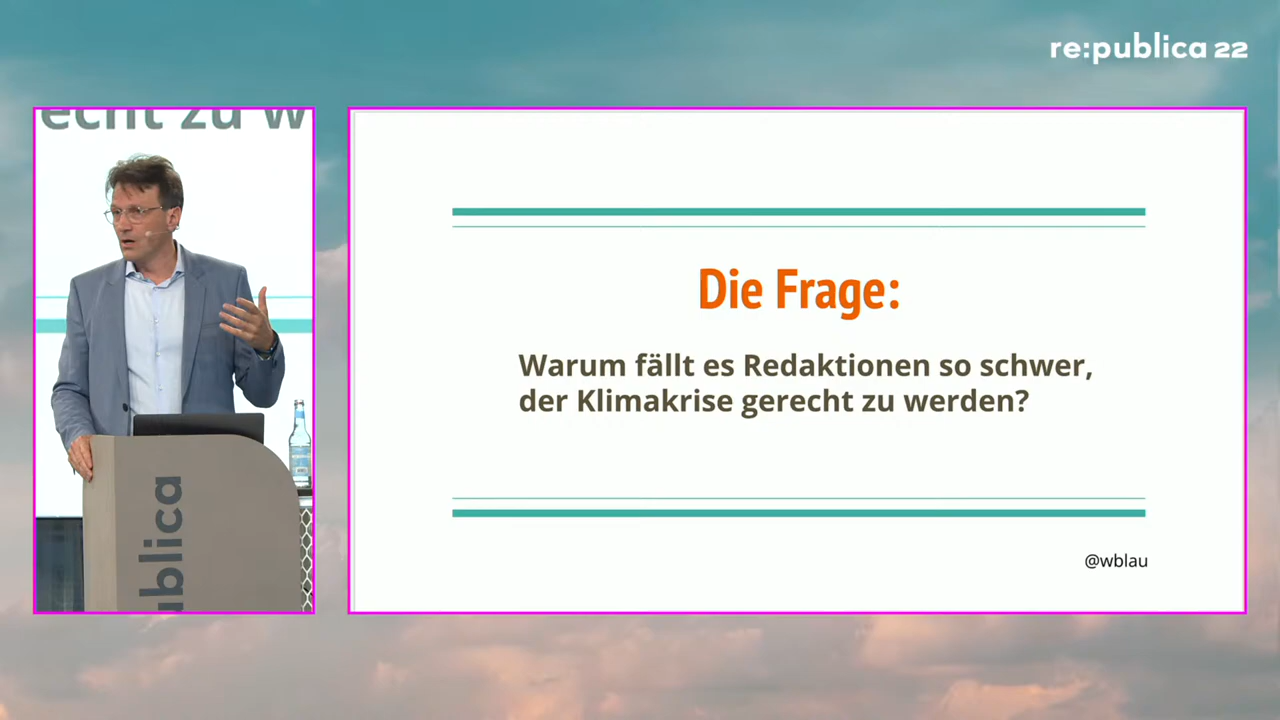 re:publica 22
echt zu w
Die Frage:
Warum fällt es Redaktionen so schwer,
der Klimakrise gerecht zu werden?
@wblau
ublica